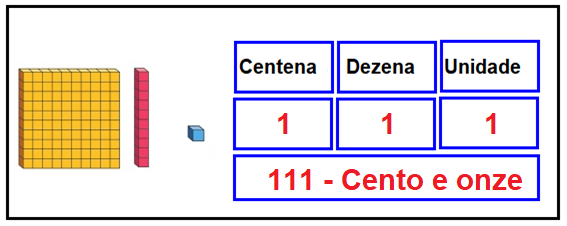 Centena Dezena Unidade
1 1 1
111 - Cento e onze